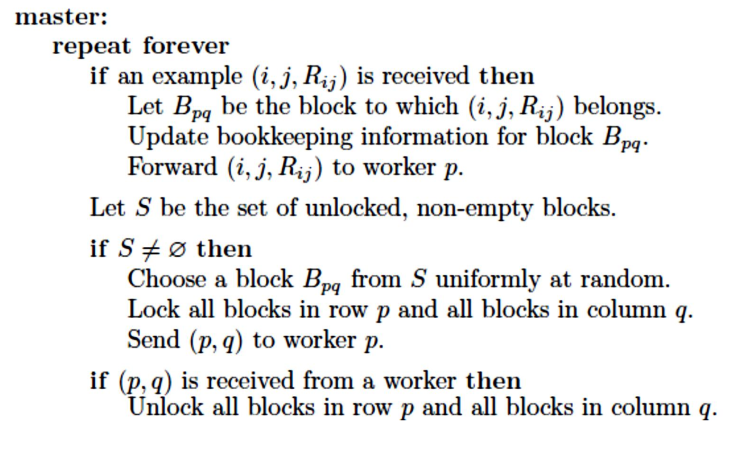 master:
repeat forever
if an example (i, j, R_{ij}) is received then
Let B_{pq} be the block to which (i, j, R_{ij}) belongs.
Update bookkeeping information for block B_{pq}.
Forward (i, j, R_{ij}) to worker p.
Let S be the set of unlocked, non-empty blocks.
if S ≠ ∅ then
Choose a block B_{pq} from S uniformly at random.
Lock all blocks in row p and all blocks in column q.
Send (p, q) to worker p.
if (p, q) is received from a worker then
Unlock all blocks in row p and all blocks in column q.